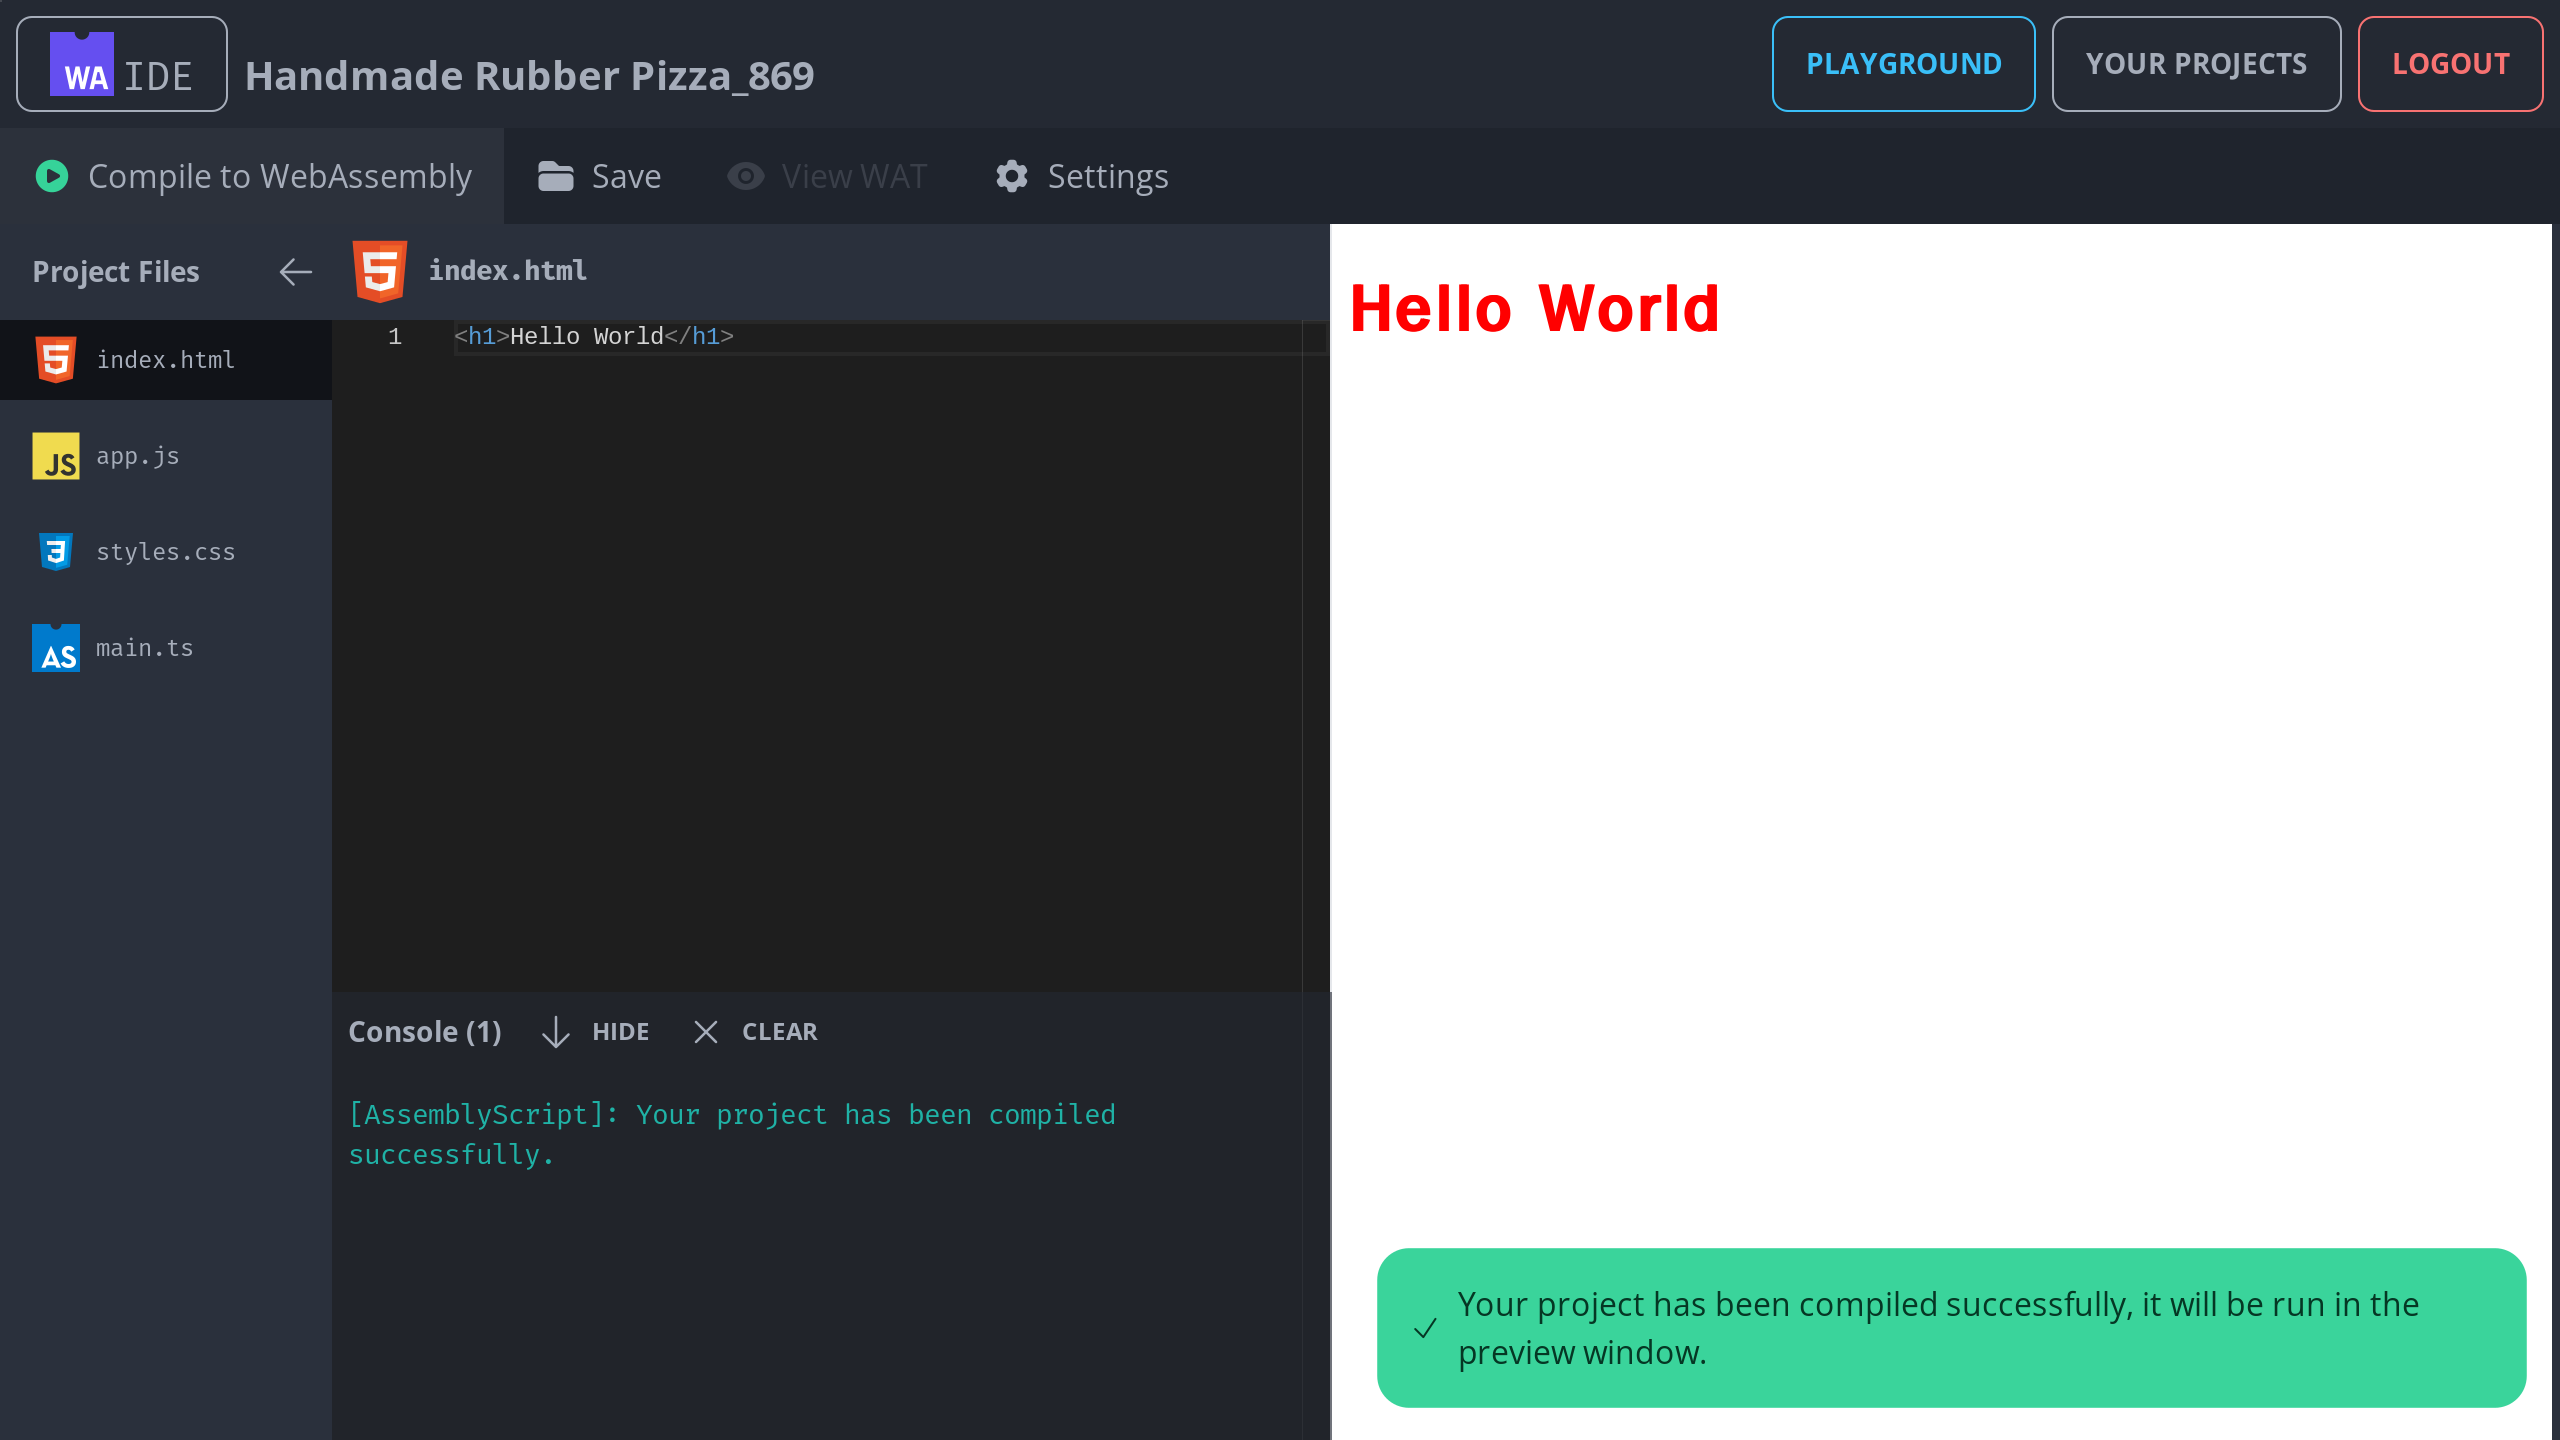 WA IDE Handmade Rubber Pizza_869 PLAYGROUND YOUR PROJECTS LOGOUT
Compile to WebAssembly Save View WAT Settings
Project Files index.html
index.html
JS app.js
styles.css
AS main.ts
1 <h1>Hello World</h1>
Hello World
Console (1) HIDE CLEAR
[AssemblyScript]: Your project has been compiled
successfully.
Your project has been compiled successfully, it will be run in the
preview window.